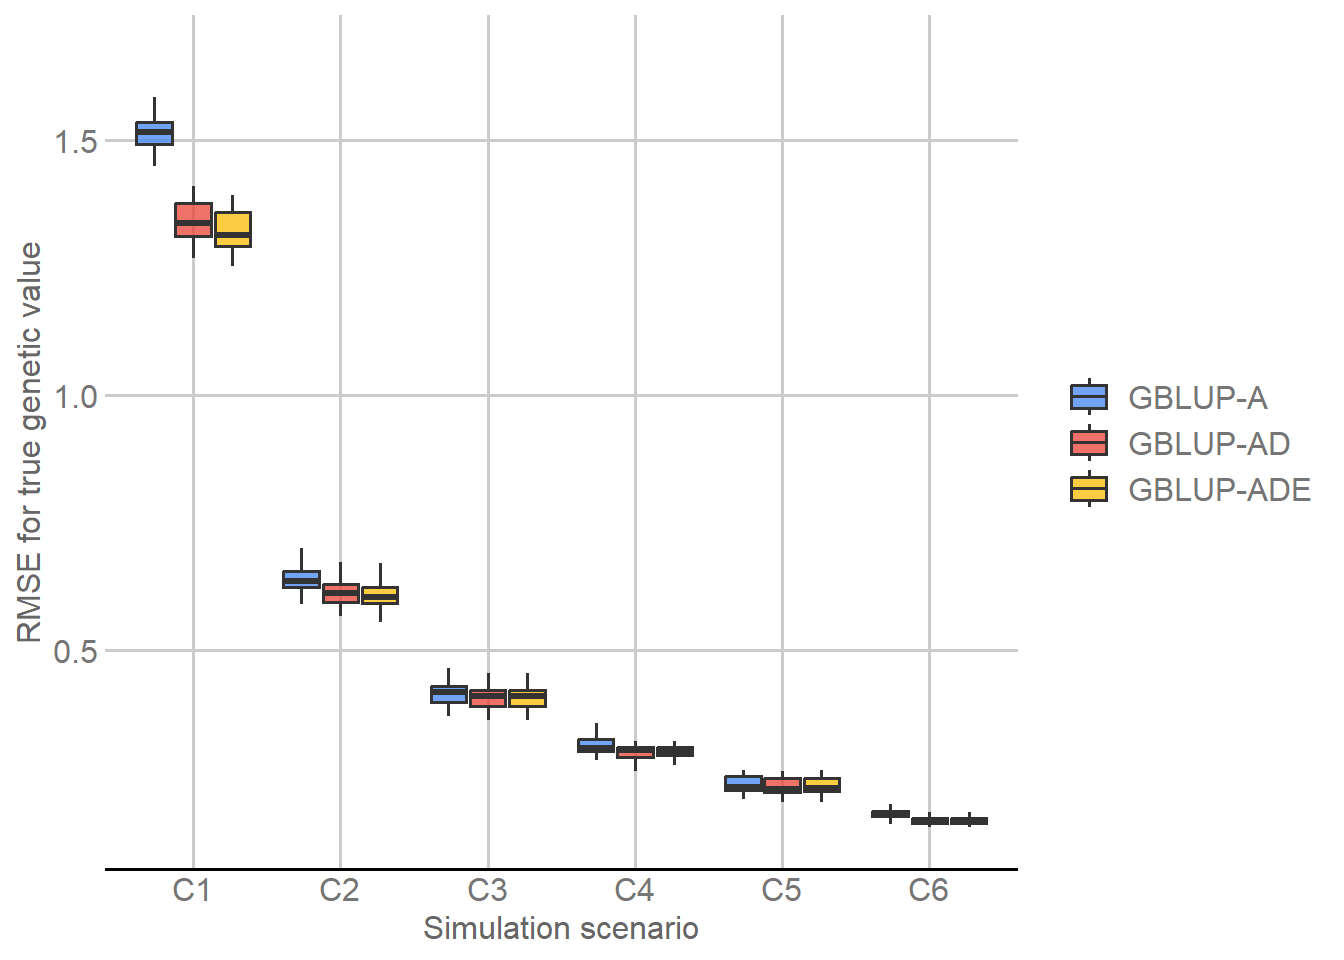 RMSE for true genetic value
1.5
1.0
0.5
C1 C2 C3 C4 C5 C6
Simulation scenario
GBLUP-A
GBLUP-AD
GBLUP-ADE